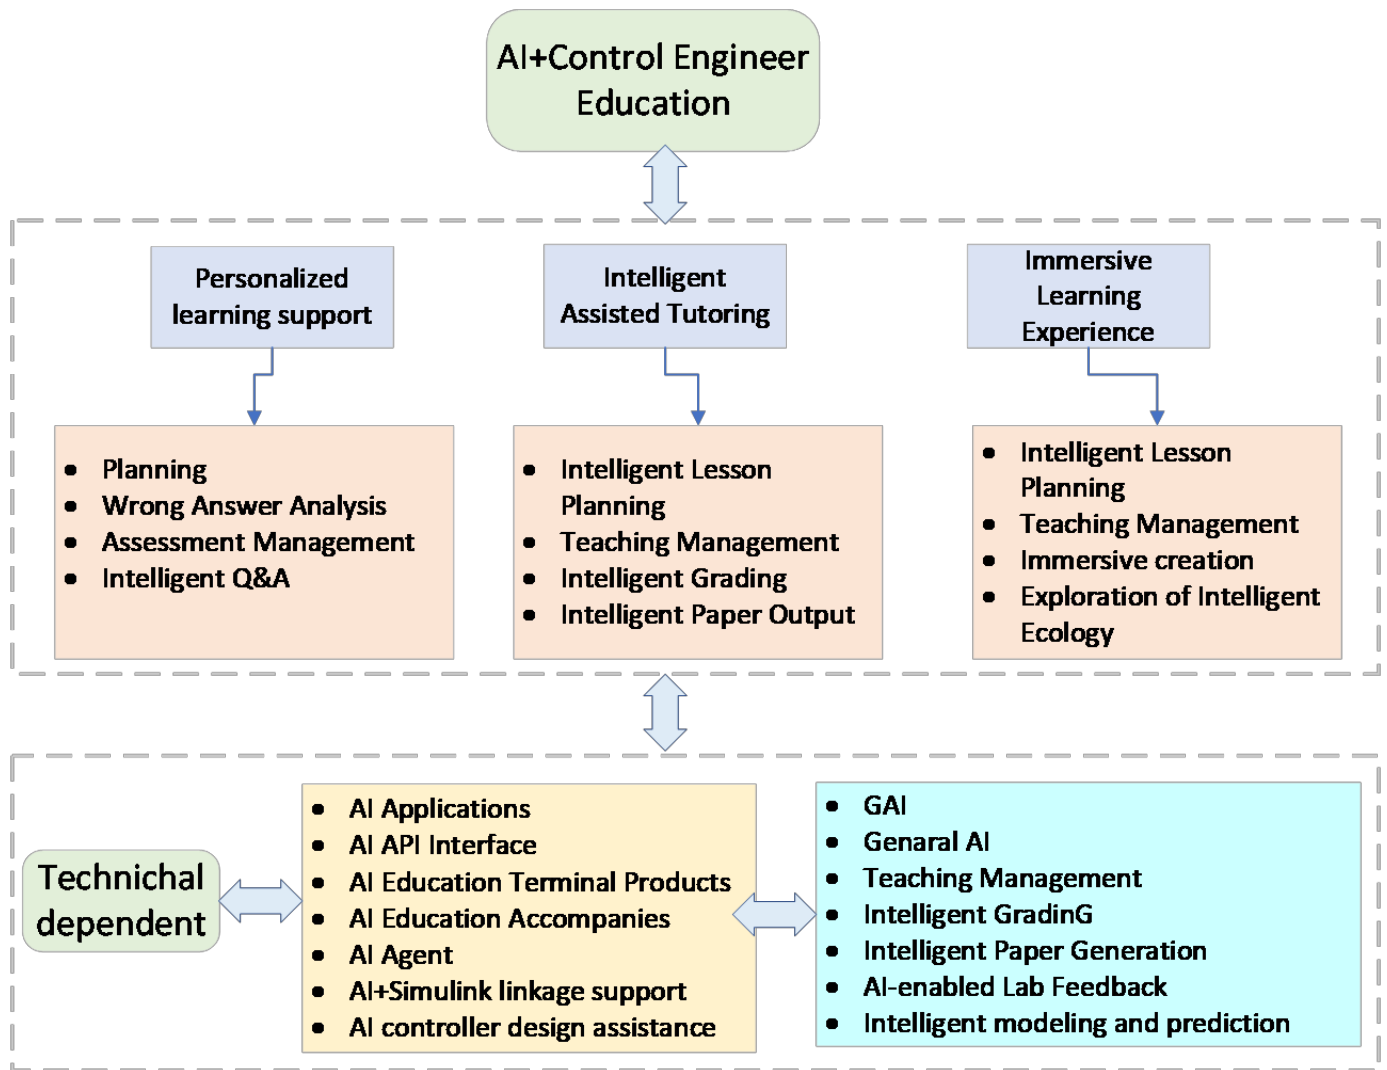 AI+Control Engineer
Education
Personalized
learning support
Intelligent
Assisted Tutoring
Immersive
Learning
Experience
• Planning
• Wrong Answer Analysis
• Assessment Management
• Intelligent Q&A
• Intelligent Lesson
Planning
• Teaching Management
• Intelligent Grading
• Intelligent Paper Output
• Intelligent Lesson
Planning
• Teaching Management
• Immersive creation
• Exploration of Intelligent
Ecology
Technichal
dependent
• AI Applications
• AI API Interface
• AI Education Terminal Products
• AI Education Accompanies
• AI Agent
• AI+Simulink linkage support
• AI controller design assistance
• GAI
• Genaral AI
• Teaching Management
• Intelligent GradinG
• Intelligent Paper Generation
• AI-enabled Lab Feedback
• Intelligent modeling and prediction